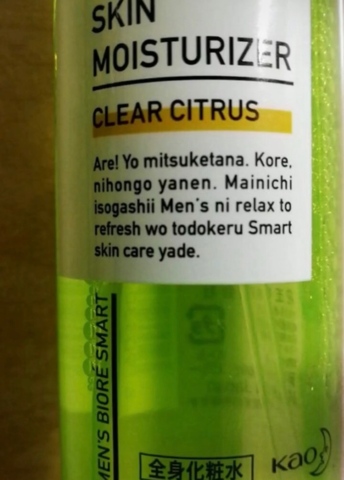 SKIN
MOISTURIZER
CLEAR CITRUS
Are! Yo mitsuketana. Kore,
nihongo yanen. Mainichi
isogashii Men's ni relax to
refresh wo todokeru Smart
skin care yade.
MEN'S BIORÉ SMART
全身化粧水
Kao